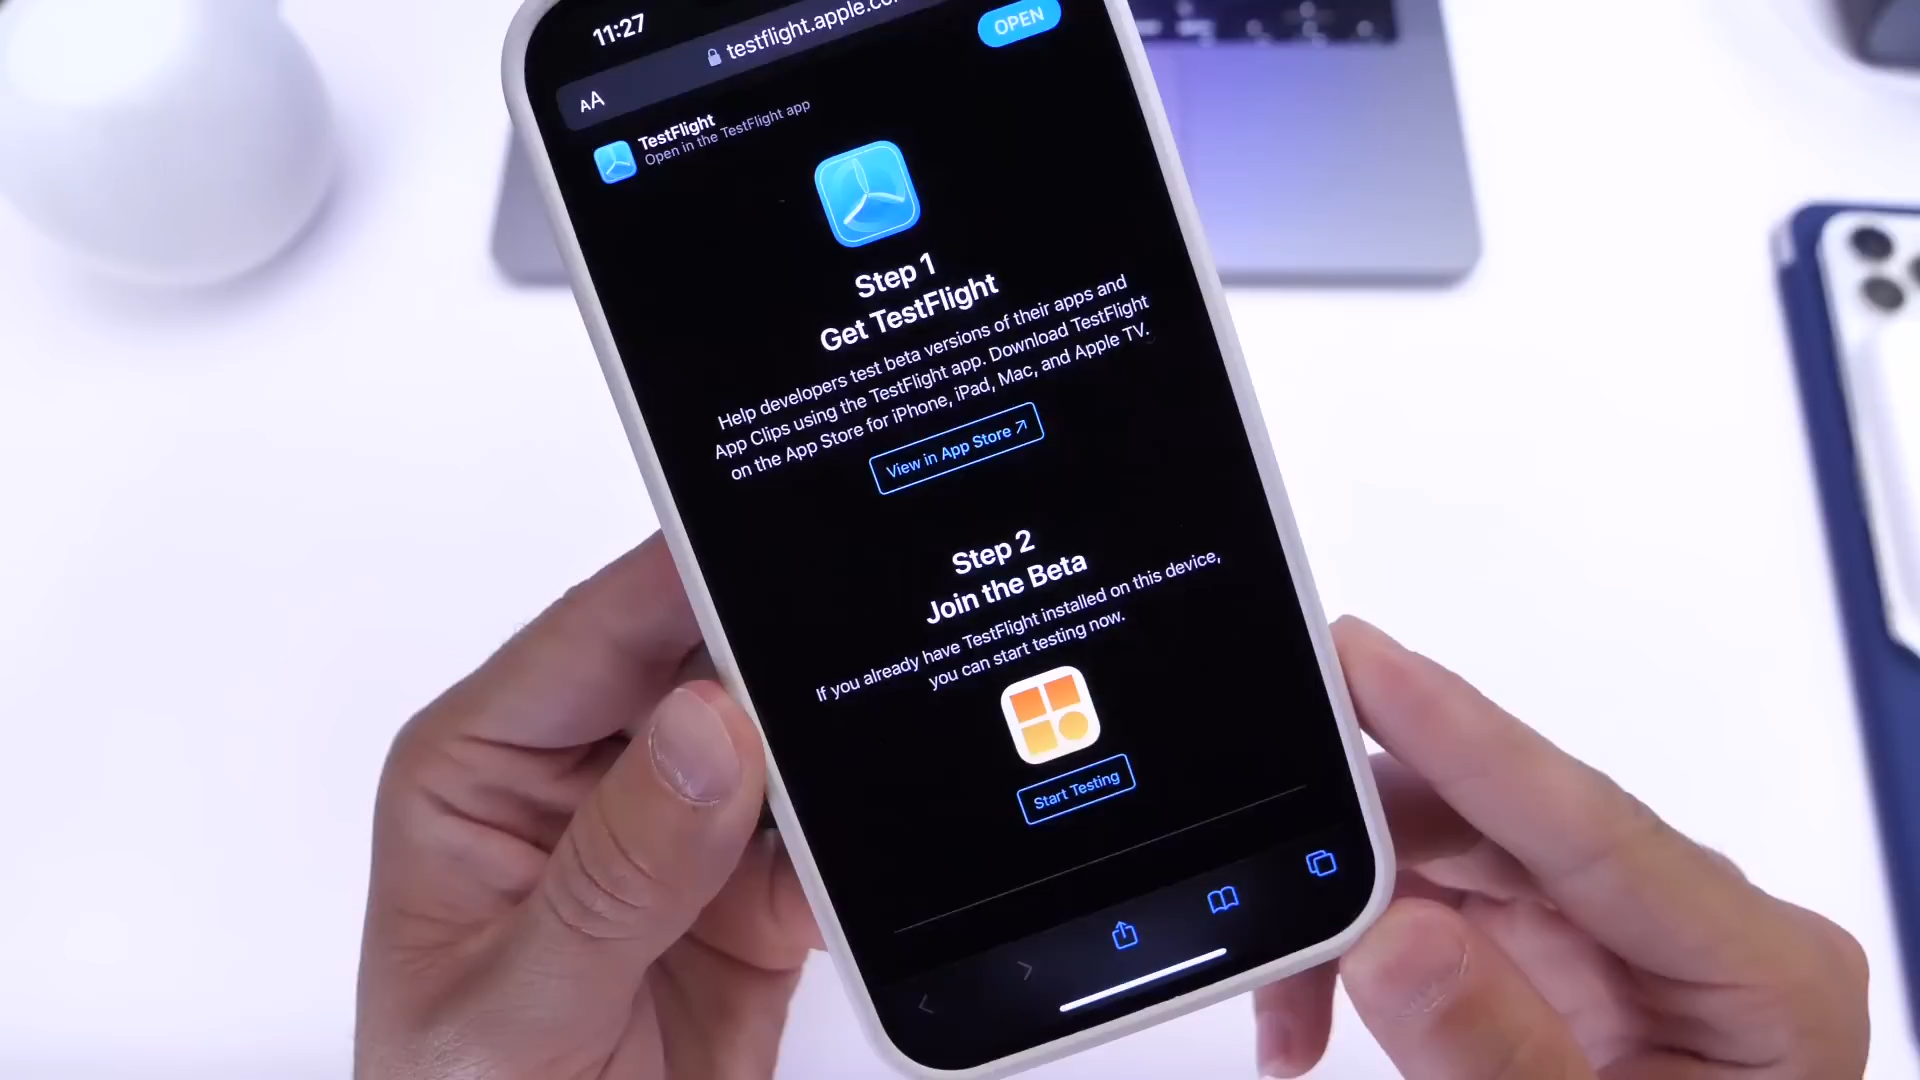 11:27
AA
testflight.apple.co
OPEN
TestFlight
Open in the TestFlight app
Step 1
Get TestFlight
Help developers test beta versions of their apps and
App Clips using the TestFlight app. Download TestFlight
on the App Store for iPhone, iPad, Mac, and Apple TV.
View in App Store ↗
Step 2
Join the Beta
If you already have TestFlight installed on this device,
you can start testing now.
Start Testing